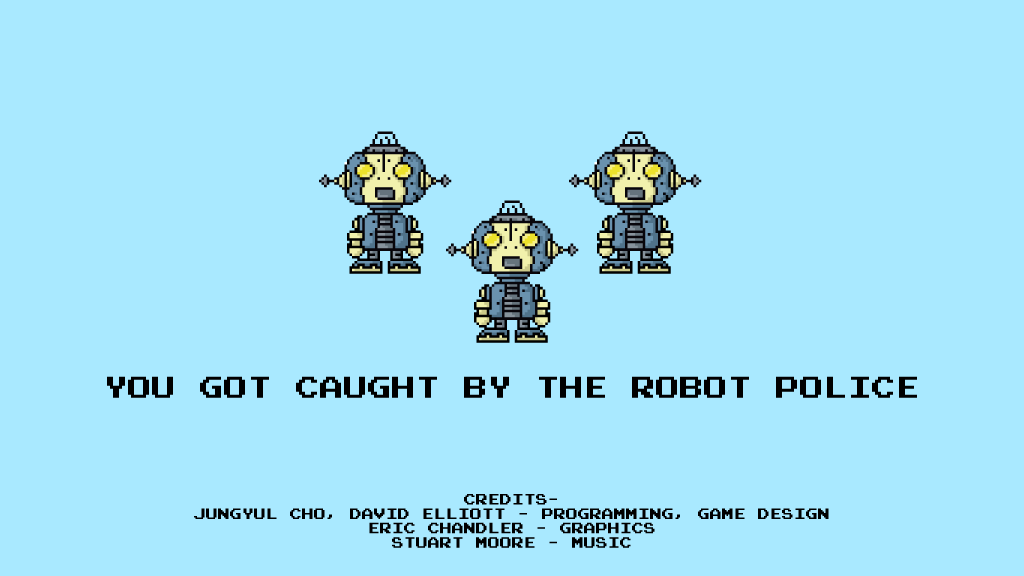 YOU GOT CAUGHT BY THE ROBOT POLICE
CREDITS-
JUNGYUL CHO, DAVID ELLIOTT - PROGRAMMING, GAME DESIGN
ERIC CHANDLER - GRAPHICS
STUART MOORE - MUSIC